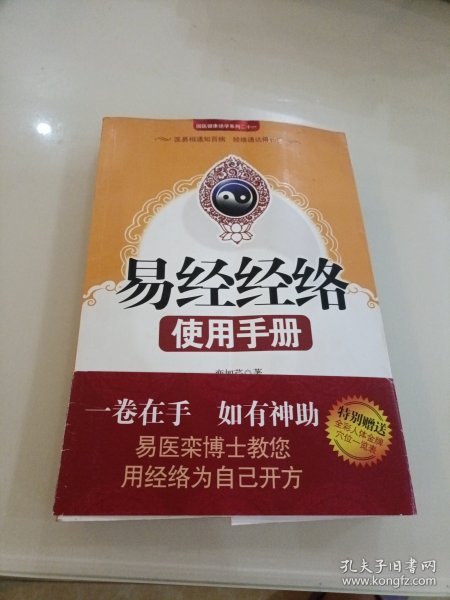 国医健康绝学系列二十一
医易相通知百病 经络通达得
易经经络
使用手册
栾加芹◎著
一卷在手 如有神助
易医栾博士教您
用经络为自己开方
特别赠送
全彩人体金牌
穴位一览表
孔夫子旧书网
www.kongfz.com